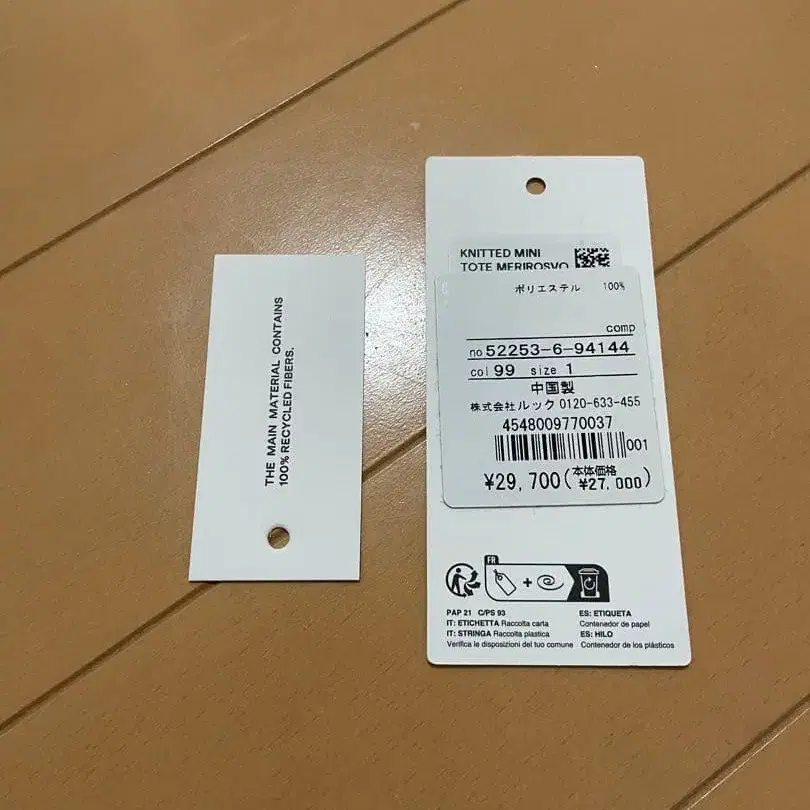 THE MAIN MATERIAL CONTAINS
100% RECYCLED FIBERS.
KNITTED MINI
TOTE MERIROSVO
ポリエステル 100%
comp
no 52253-6-94144
col 99 size 1
中国製
株式会社ルック 0120-633-455
4548009770037
001
¥29,700(本体価格 ¥27,000)
FR
PAP 21 C/PS 93
IT: ETICHETTA Raccolta carta
IT: STRINGA Raccolta plastica
Verifica le disposizioni del tuo comune
ES: ETIQUETA
Contenedor de papel
ES: HILO
Contenedor de los plásticos